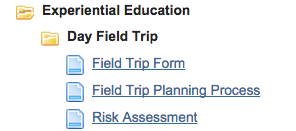 Experiential Education
Day Field Trip
Field Trip Form
Field Trip Planning Process
Risk Assessment